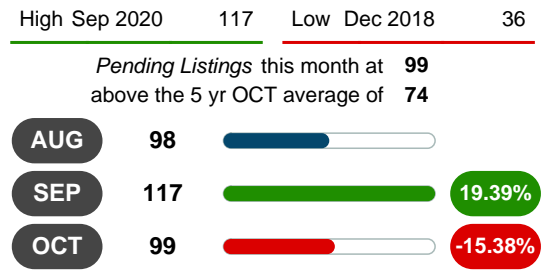 High Sep 2020 117 Low Dec 2018 36
Pending Listings this month at 99
above the 5 yr OCT average of 74
AUG 98
SEP 117 19.39%
OCT 99 -15.38%